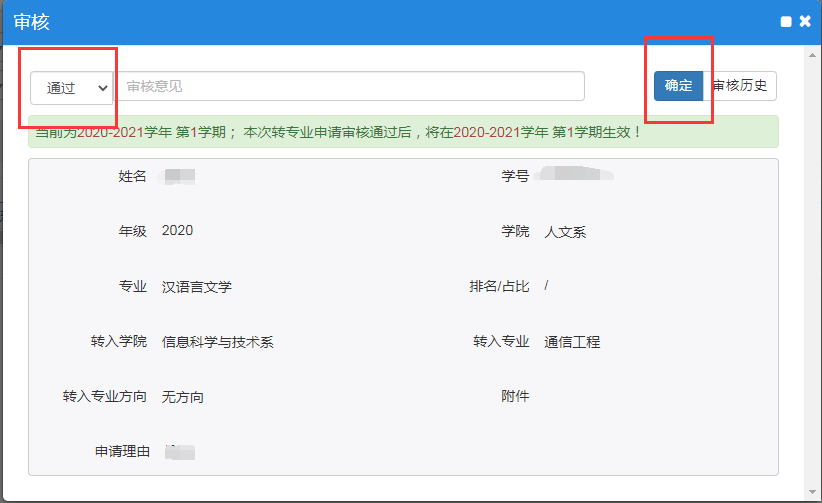 审核
通过 审核意见 确定 审核历史
当前为2020-2021学年 第1学期； 本次转专业申请审核通过后，将在2020-2021学年 第1学期生效！
姓名 学号
年级 2020 学院 人文系
专业 汉语言文学 排名/占比 /
转入学院 信息科学与技术系 转入专业 通信工程
转入专业方向 无方向 附件
申请理由